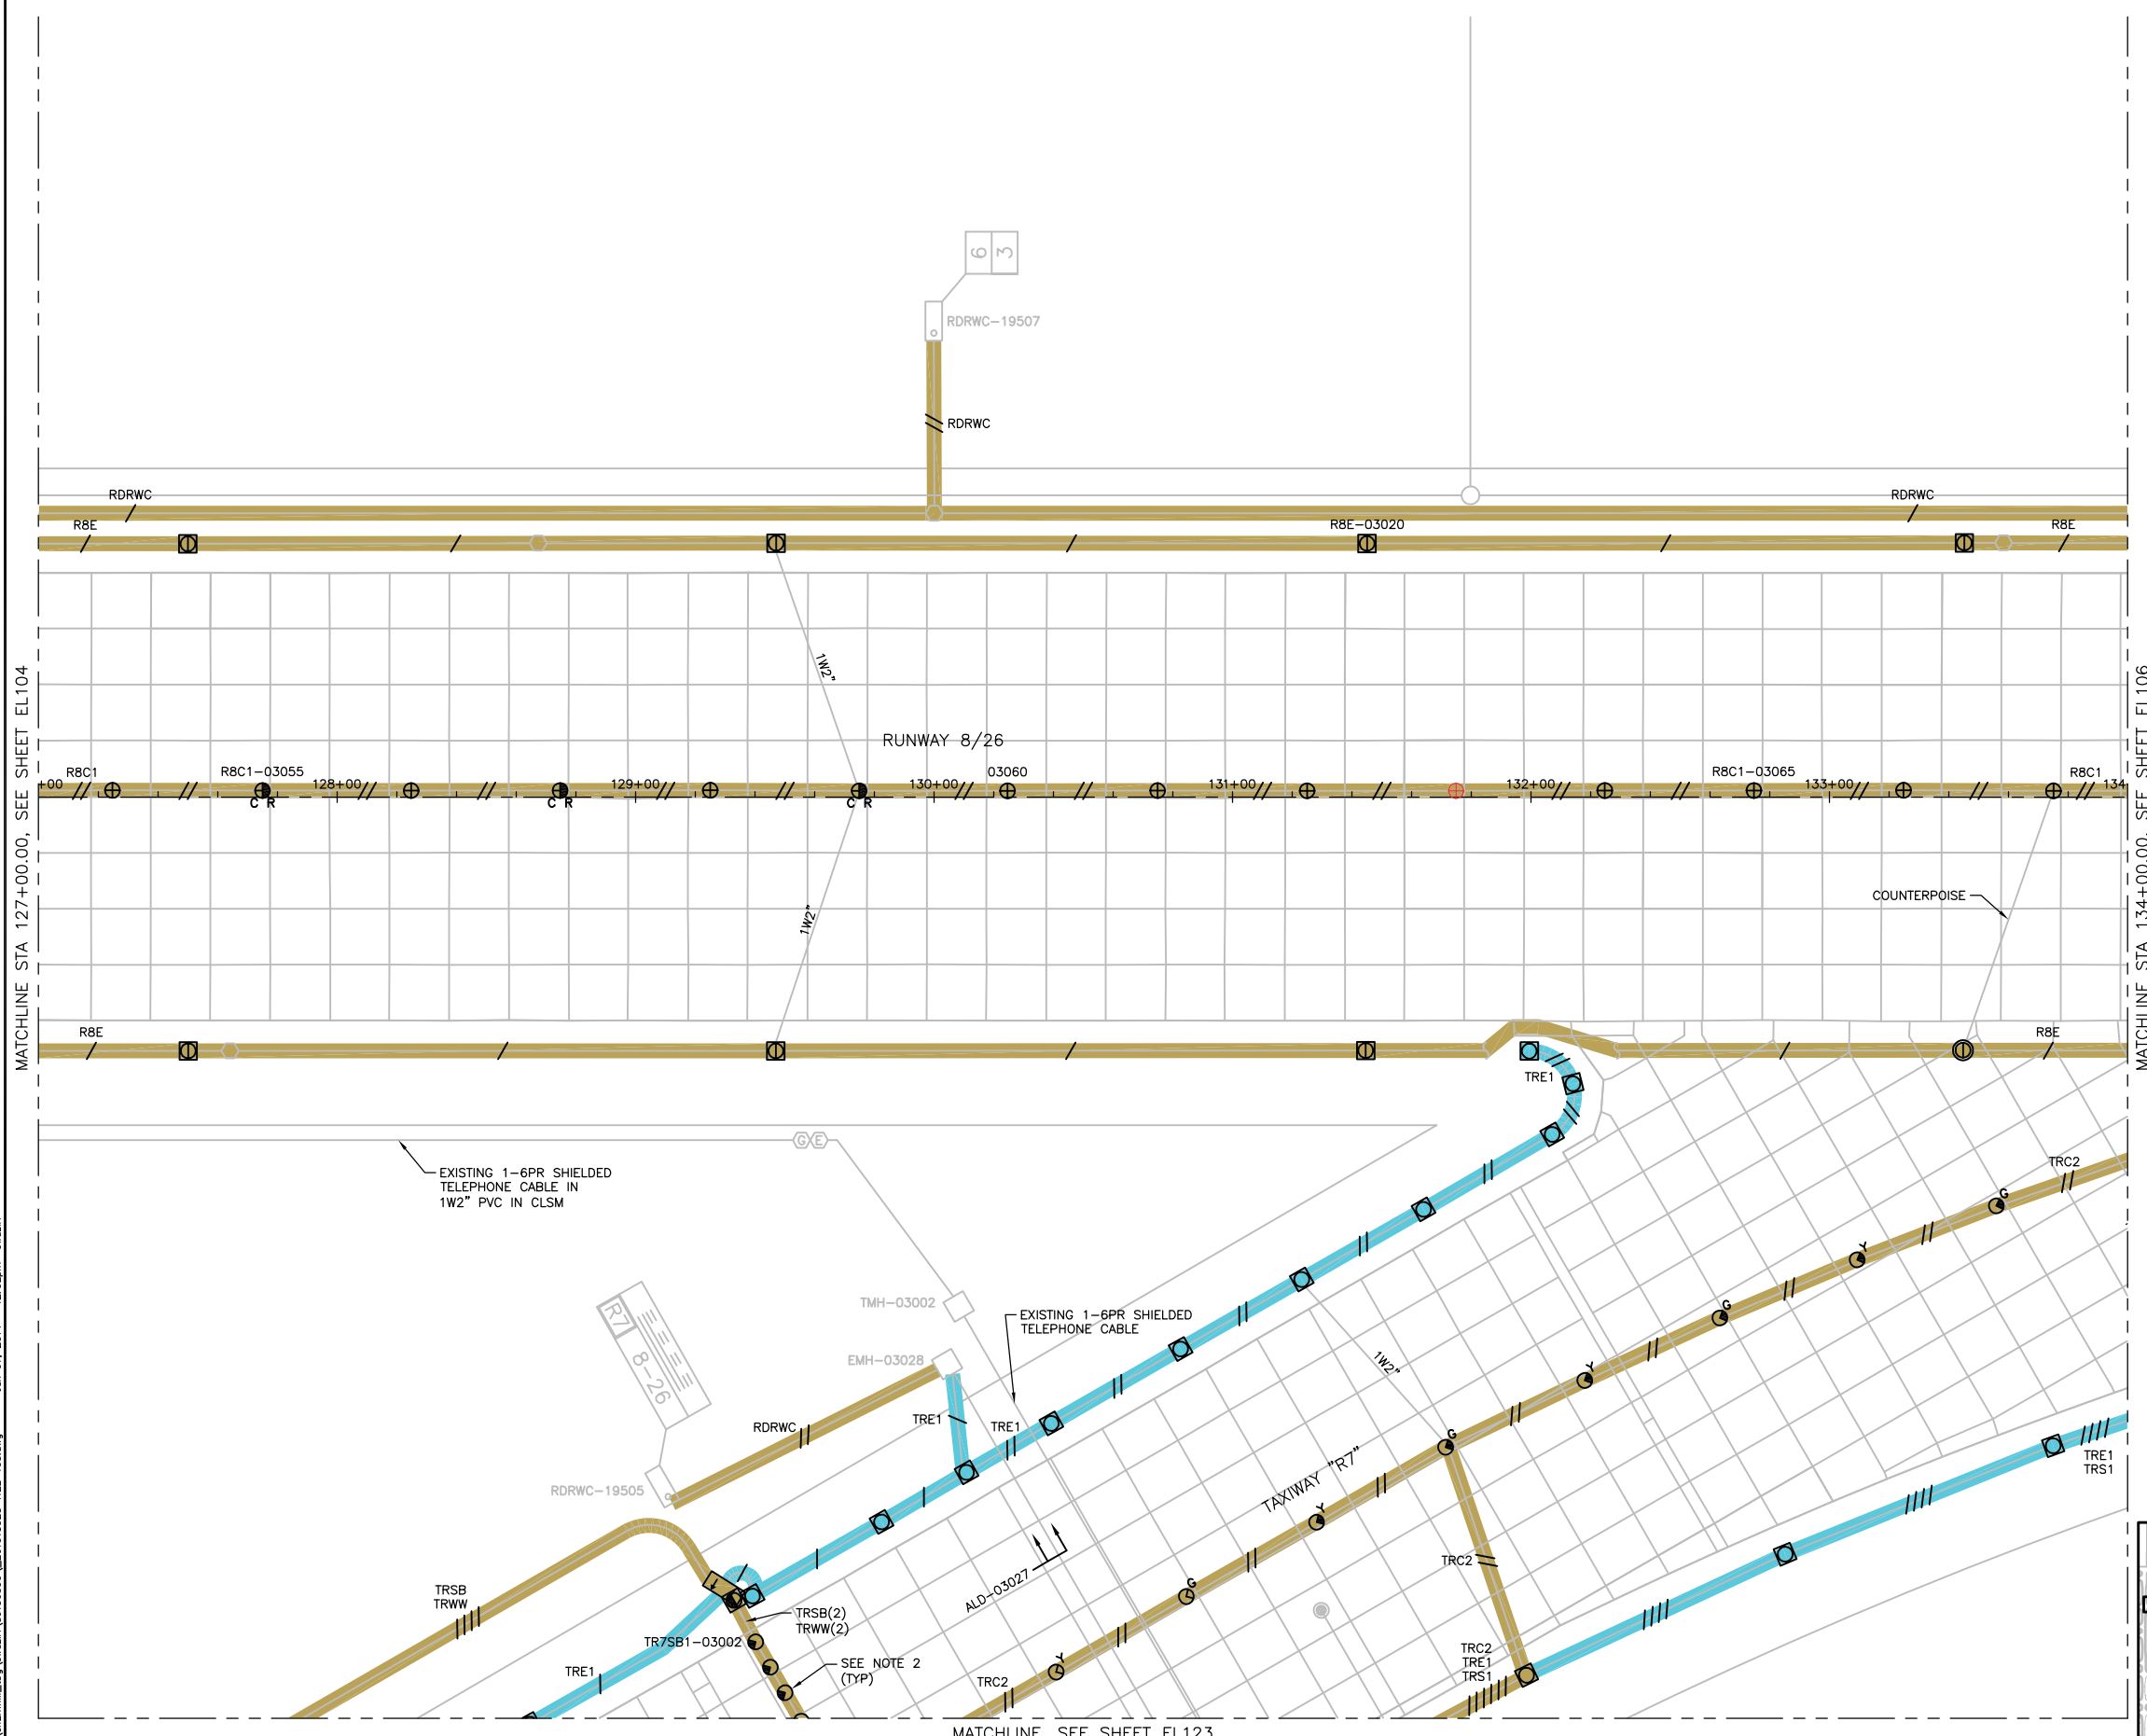 6 3
RDRWC-19507
RDRWC
RDRWC
RDRWC
R8E
R8E-03020
R8E
1W2"
RUNWAY 8/26
MATCHLINE STA 127+00.00, SEE SHEET EL104
MATCHLINE STA 134+00.00, SEE SHEET EL106
+00
R8C1
R8C1-03055
128+00
129+00
130+00
03060
131+00
132+00
R8C1-03065
133+00
R8C1
134
C R
C R
C R
COUNTERPOISE
1W2"
R8E
R8E
TRE1
G E
EXISTING 1-6PR SHIELDED
TELEPHONE CABLE IN
1W2" PVC IN CLSM
TRC2
G
Y
G
Y
G
Y
G
Y
TMH-03002
EXISTING 1-6PR SHIELDED
TELEPHONE CABLE
EMH-03028
R7
8-26
1W2"
TRE1
TRE1
RDRWC
RDRWC-19505
TAXIWAY "R7"
TRE1
TRS1
TRC2
ALD-03027
TRSB
TRWW
TRSB(2)
TRWW(2)
TR7SB1-03002
SEE NOTE 2
(TYP)
TRE1
TRC2
TRC2
TRE1
TRS1
MATCHLINE, SEE SHEET EL123